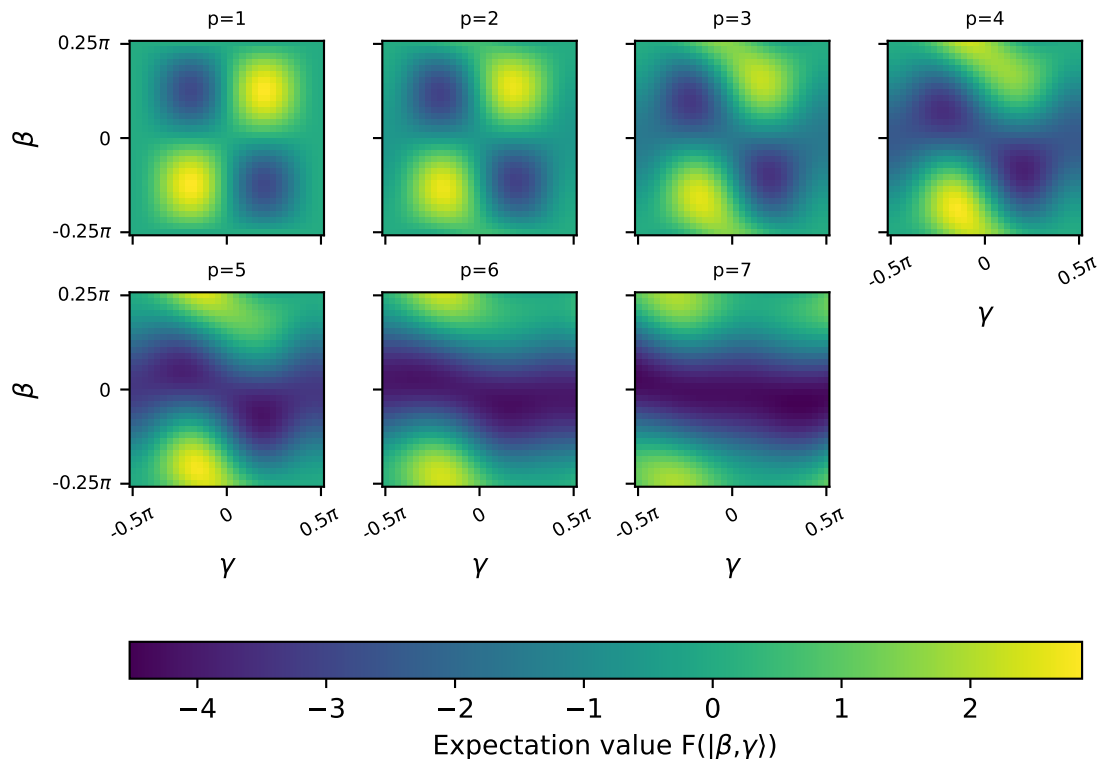 p=1 p=2 p=3 p=4
0.25π
β
0
-0.25π
-0.5π 0 0.5π
γ
p=5 p=6 p=7
0.25π
β
0
-0.25π
-0.5π 0 0.5π -0.5π 0 0.5π -0.5π 0 0.5π
γ γ γ
−4 −3 −2 −1 0 1 2
Expectation value F(|β,γ⟩)